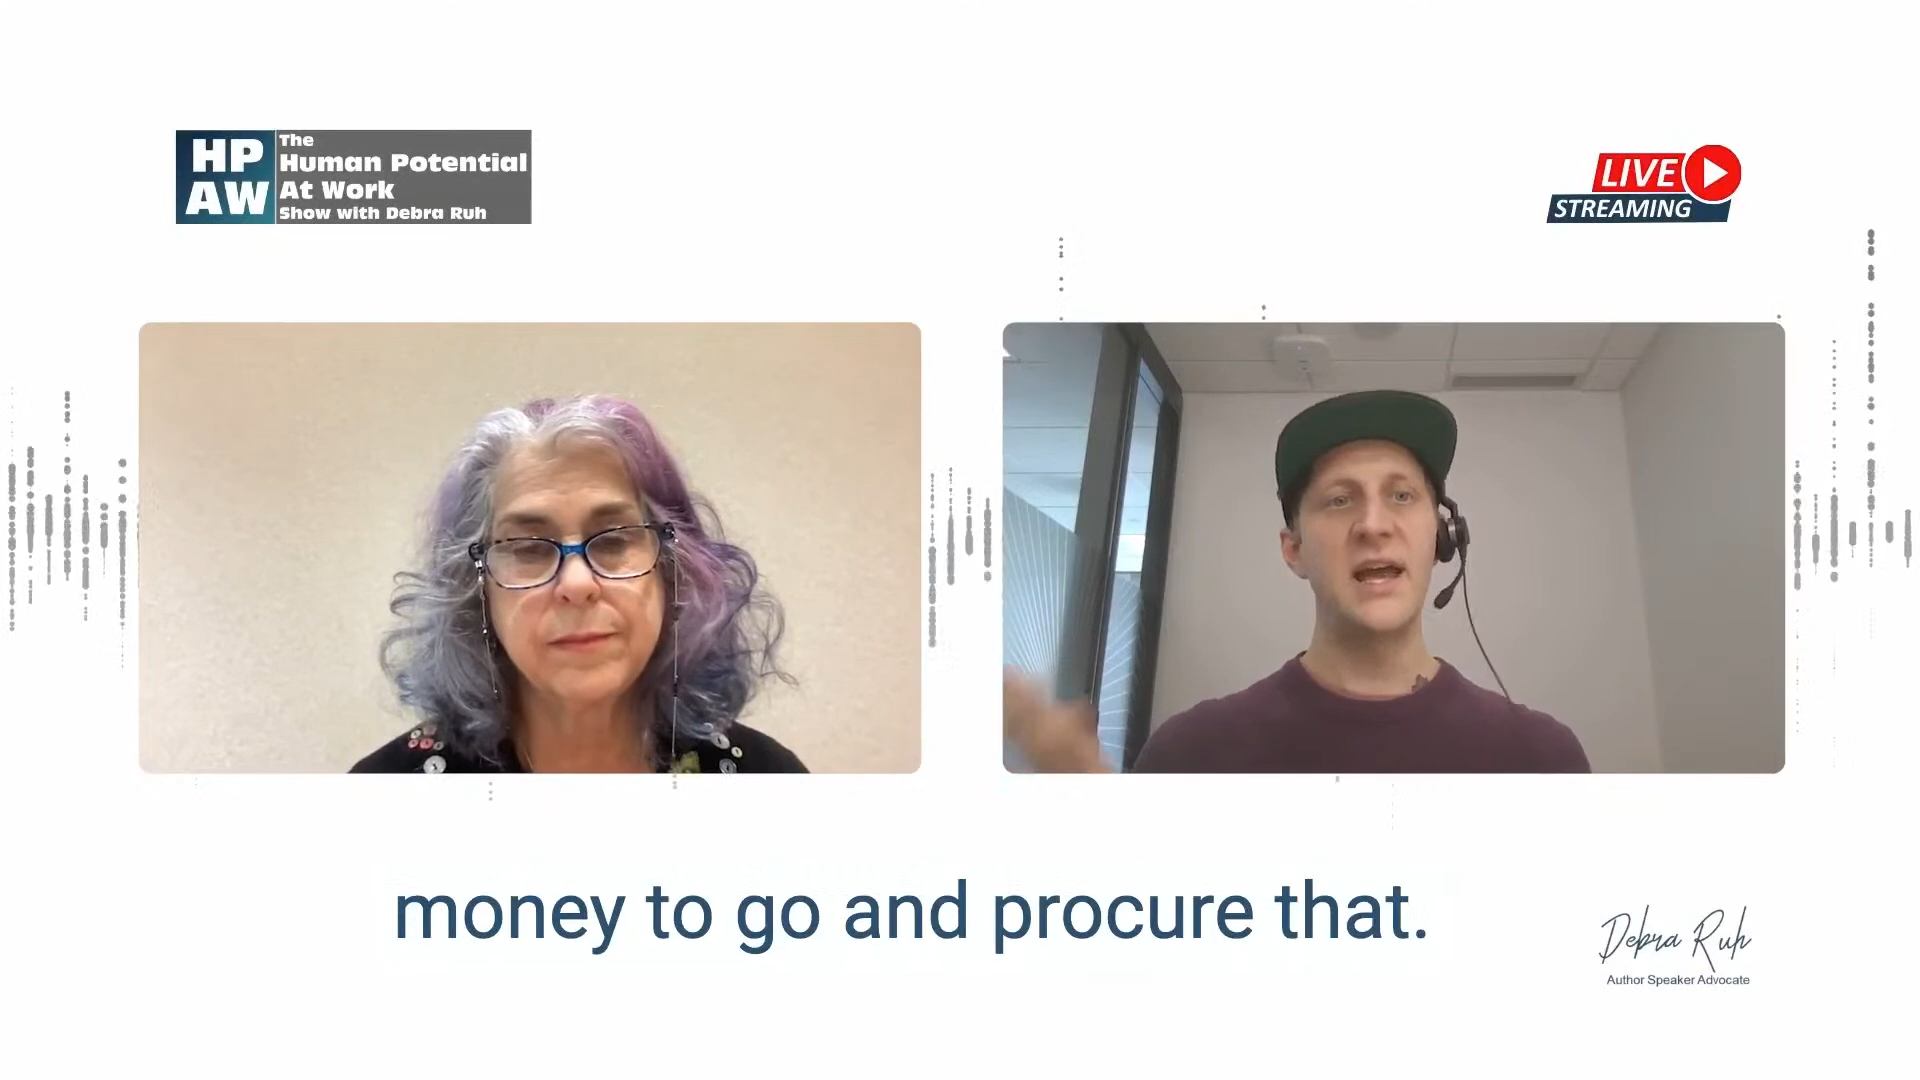 HP
AW
The
Human Potential
At Work
Show with Debra Ruh
LIVE
STREAMING
money to go and procure that.
Debra Ruh
Author Speaker Advocate